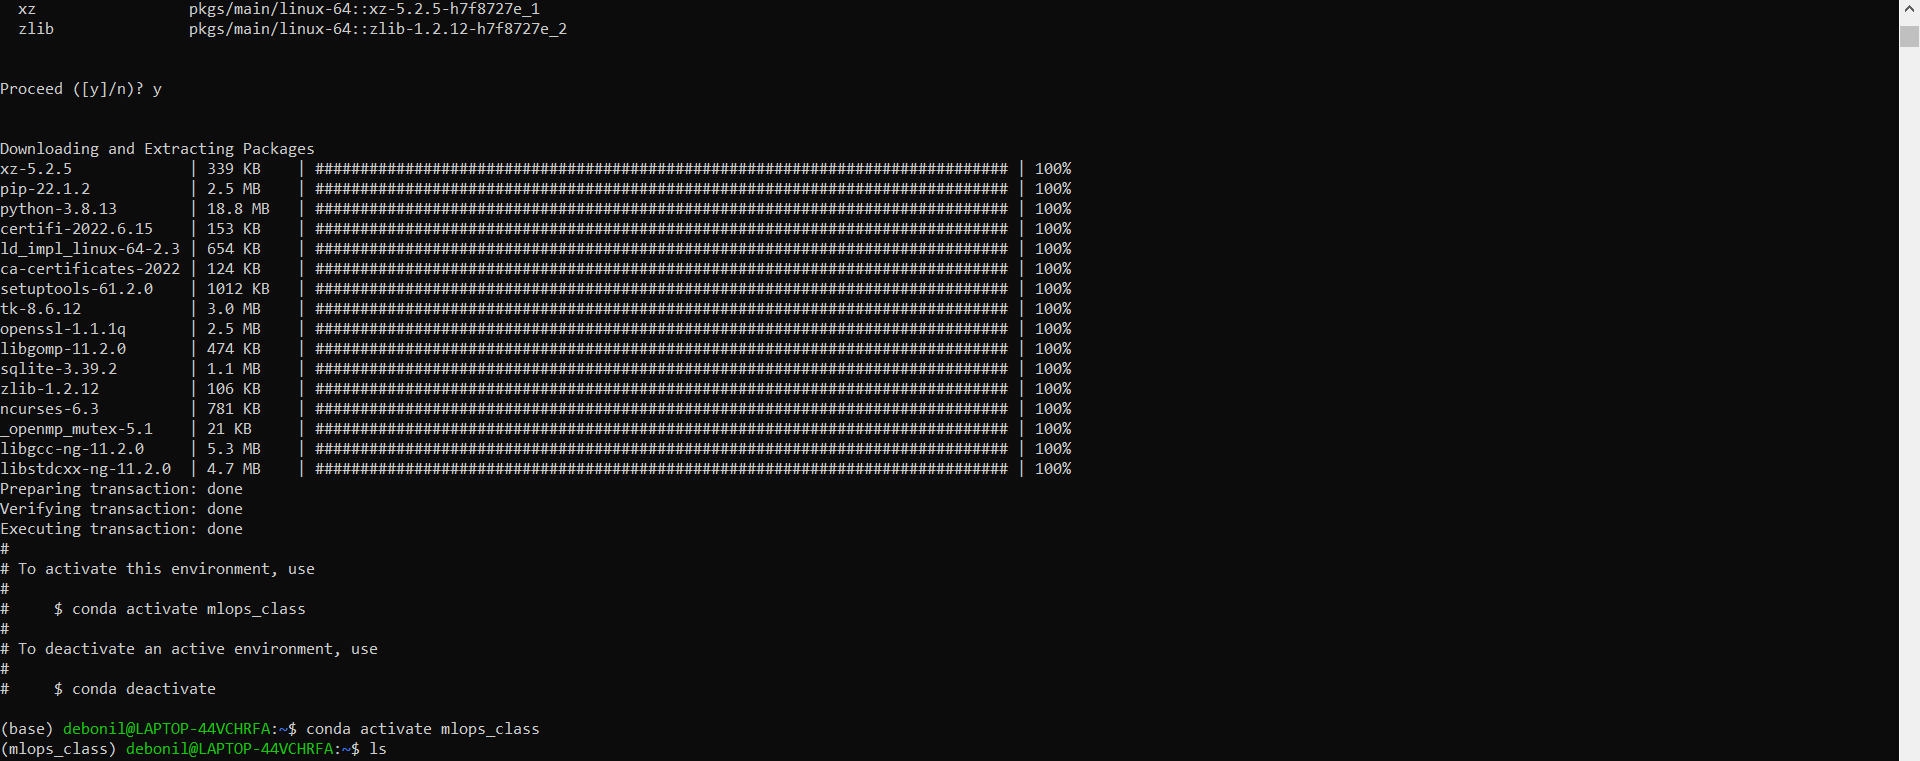 xz                 pkgs/main/linux-64::xz-5.2.5-h7f8727e_1
zlib               pkgs/main/linux-64::zlib-1.2.12-h7f8727e_2
Proceed ([y]/n)? y
Downloading and Extracting Packages
xz-5.2.5             | 339 KB    | ############################################################################# | 100%
pip-22.1.2           | 2.5 MB    | ############################################################################# | 100%
python-3.8.13        | 18.8 MB   | ############################################################################# | 100%
certifi-2022.6.15    | 153 KB    | ############################################################################# | 100%
ld_impl_linux-64-2.3 | 654 KB    | ############################################################################# | 100%
ca-certificates-2022 | 124 KB    | ############################################################################# | 100%
setuptools-61.2.0    | 1012 KB   | ############################################################################# | 100%
tk-8.6.12            | 3.0 MB    | ############################################################################# | 100%
openssl-1.1.1q       | 2.5 MB    | ############################################################################# | 100%
libgomp-11.2.0       | 474 KB    | ############################################################################# | 100%
sqlite-3.39.2        | 1.1 MB    | ############################################################################# | 100%
zlib-1.2.12          | 106 KB    | ############################################################################# | 100%
ncurses-6.3          | 781 KB    | ############################################################################# | 100%
_openmp_mutex-5.1    | 21 KB     | ############################################################################# | 100%
libgcc-ng-11.2.0     | 5.3 MB    | ############################################################################# | 100%
libstdcxx-ng-11.2.0  | 4.7 MB    | ############################################################################# | 100%
Preparing transaction: done
Verifying transaction: done
Executing transaction: done
#
# To activate this environment, use
#
#     $ conda activate mlops_class
#
# To deactivate an active environment, use
#
#     $ conda deactivate
(base) debonil@LAPTOP-44VCHRFA:~$ conda activate mlops_class
(mlops_class) debonil@LAPTOP-44VCHRFA:~$ ls